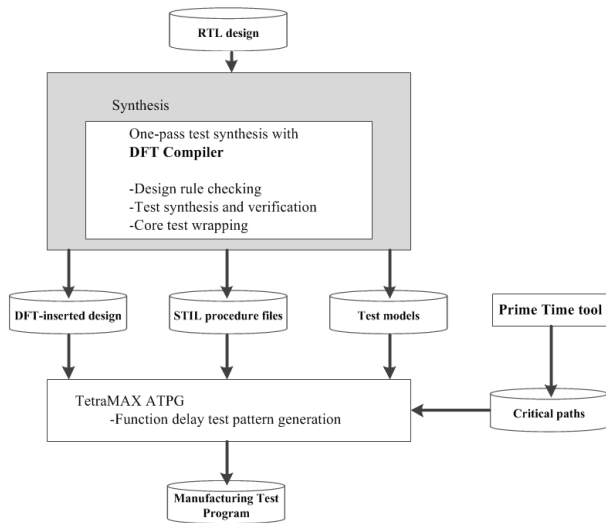 RTL design
Synthesis
One-pass test synthesis with
DFT Compiler
-Design rule checking
-Test synthesis and verification
-Core test wrapping
DFT-inserted design
STIL procedure files
Test models
Prime Time tool
TetraMAX ATPG
-Function delay test pattern generation
Critical paths
Manufacturing Test
Program